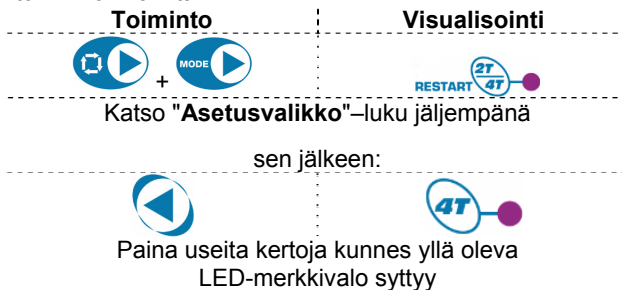 Toiminto Visualisointi
MODE
+
RESTART 2T 4T
Katso "Asetusvalikko"–luku jäljempänä
sen jälkeen:
4T
Paina useita kertoja kunnes yllä oleva
LED-merkkivalo syttyy